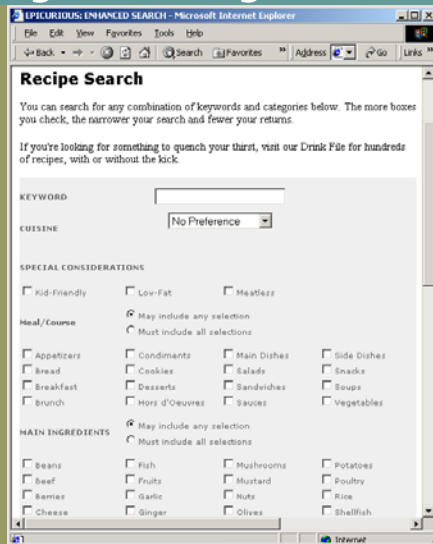 EPICURIOUS: ENHANCED SEARCH - Microsoft Internet Explorer
File Edit View Favorites Tools Help
Back Search Favorites » Address Go Links »
Recipe Search
You can search for any combination of keywords and categories below. The more boxes
you check, the narrower your search and fewer your returns.
If you're looking for something to quench your thirst, visit our Drink File for hundreds
of recipes, with or without the kick.
KEYWORD
CUISINE No Preference
SPECIAL CONSIDERATIONS
Kid-Friendly Low-Fat Meatless
Meal/Course May include any selection
Must include all selections
Appetizers Condiments Main Dishes Side Dishes
Bread Cookies Salads Snacks
Breakfast Desserts Sandwiches Soups
Brunch Hors d'Oeuvres Sauces Vegetables
MAIN INGREDIENTS May include any selection
Must include all selections
Beans Fish Mushrooms Potatoes
Beef Fruits Mustard Poultry
Berries Garlic Nuts Rice
Cheese Ginger Olives Shellfish
Internet